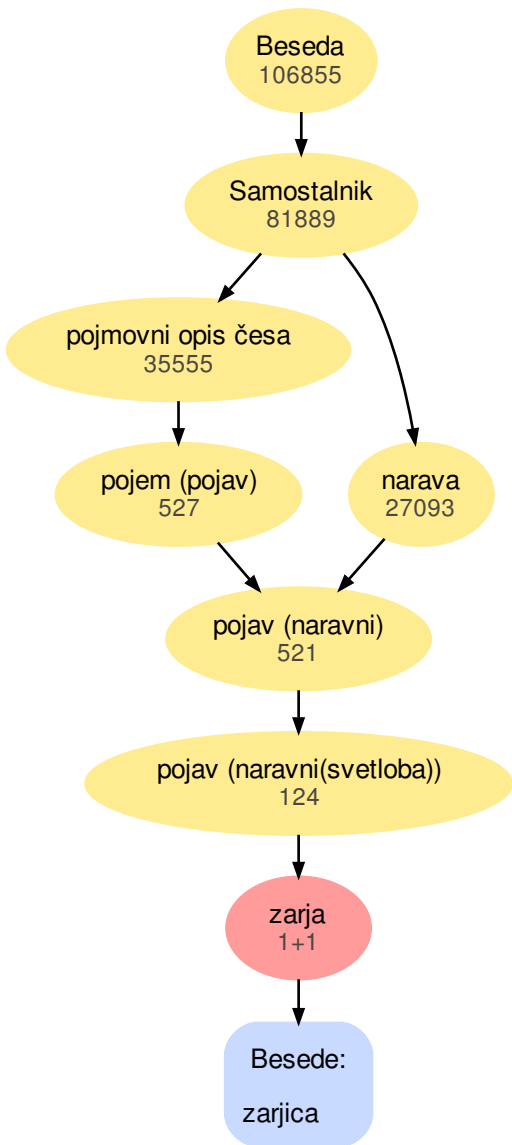 Beseda
106855
Samostalnik
81889
pojmovni opis česa
35555
pojem (pojav)
527
narava
27093
pojav (naravni)
521
pojav (naravni(svetloba))
124
zarja
1+1
Besede:
zarjica